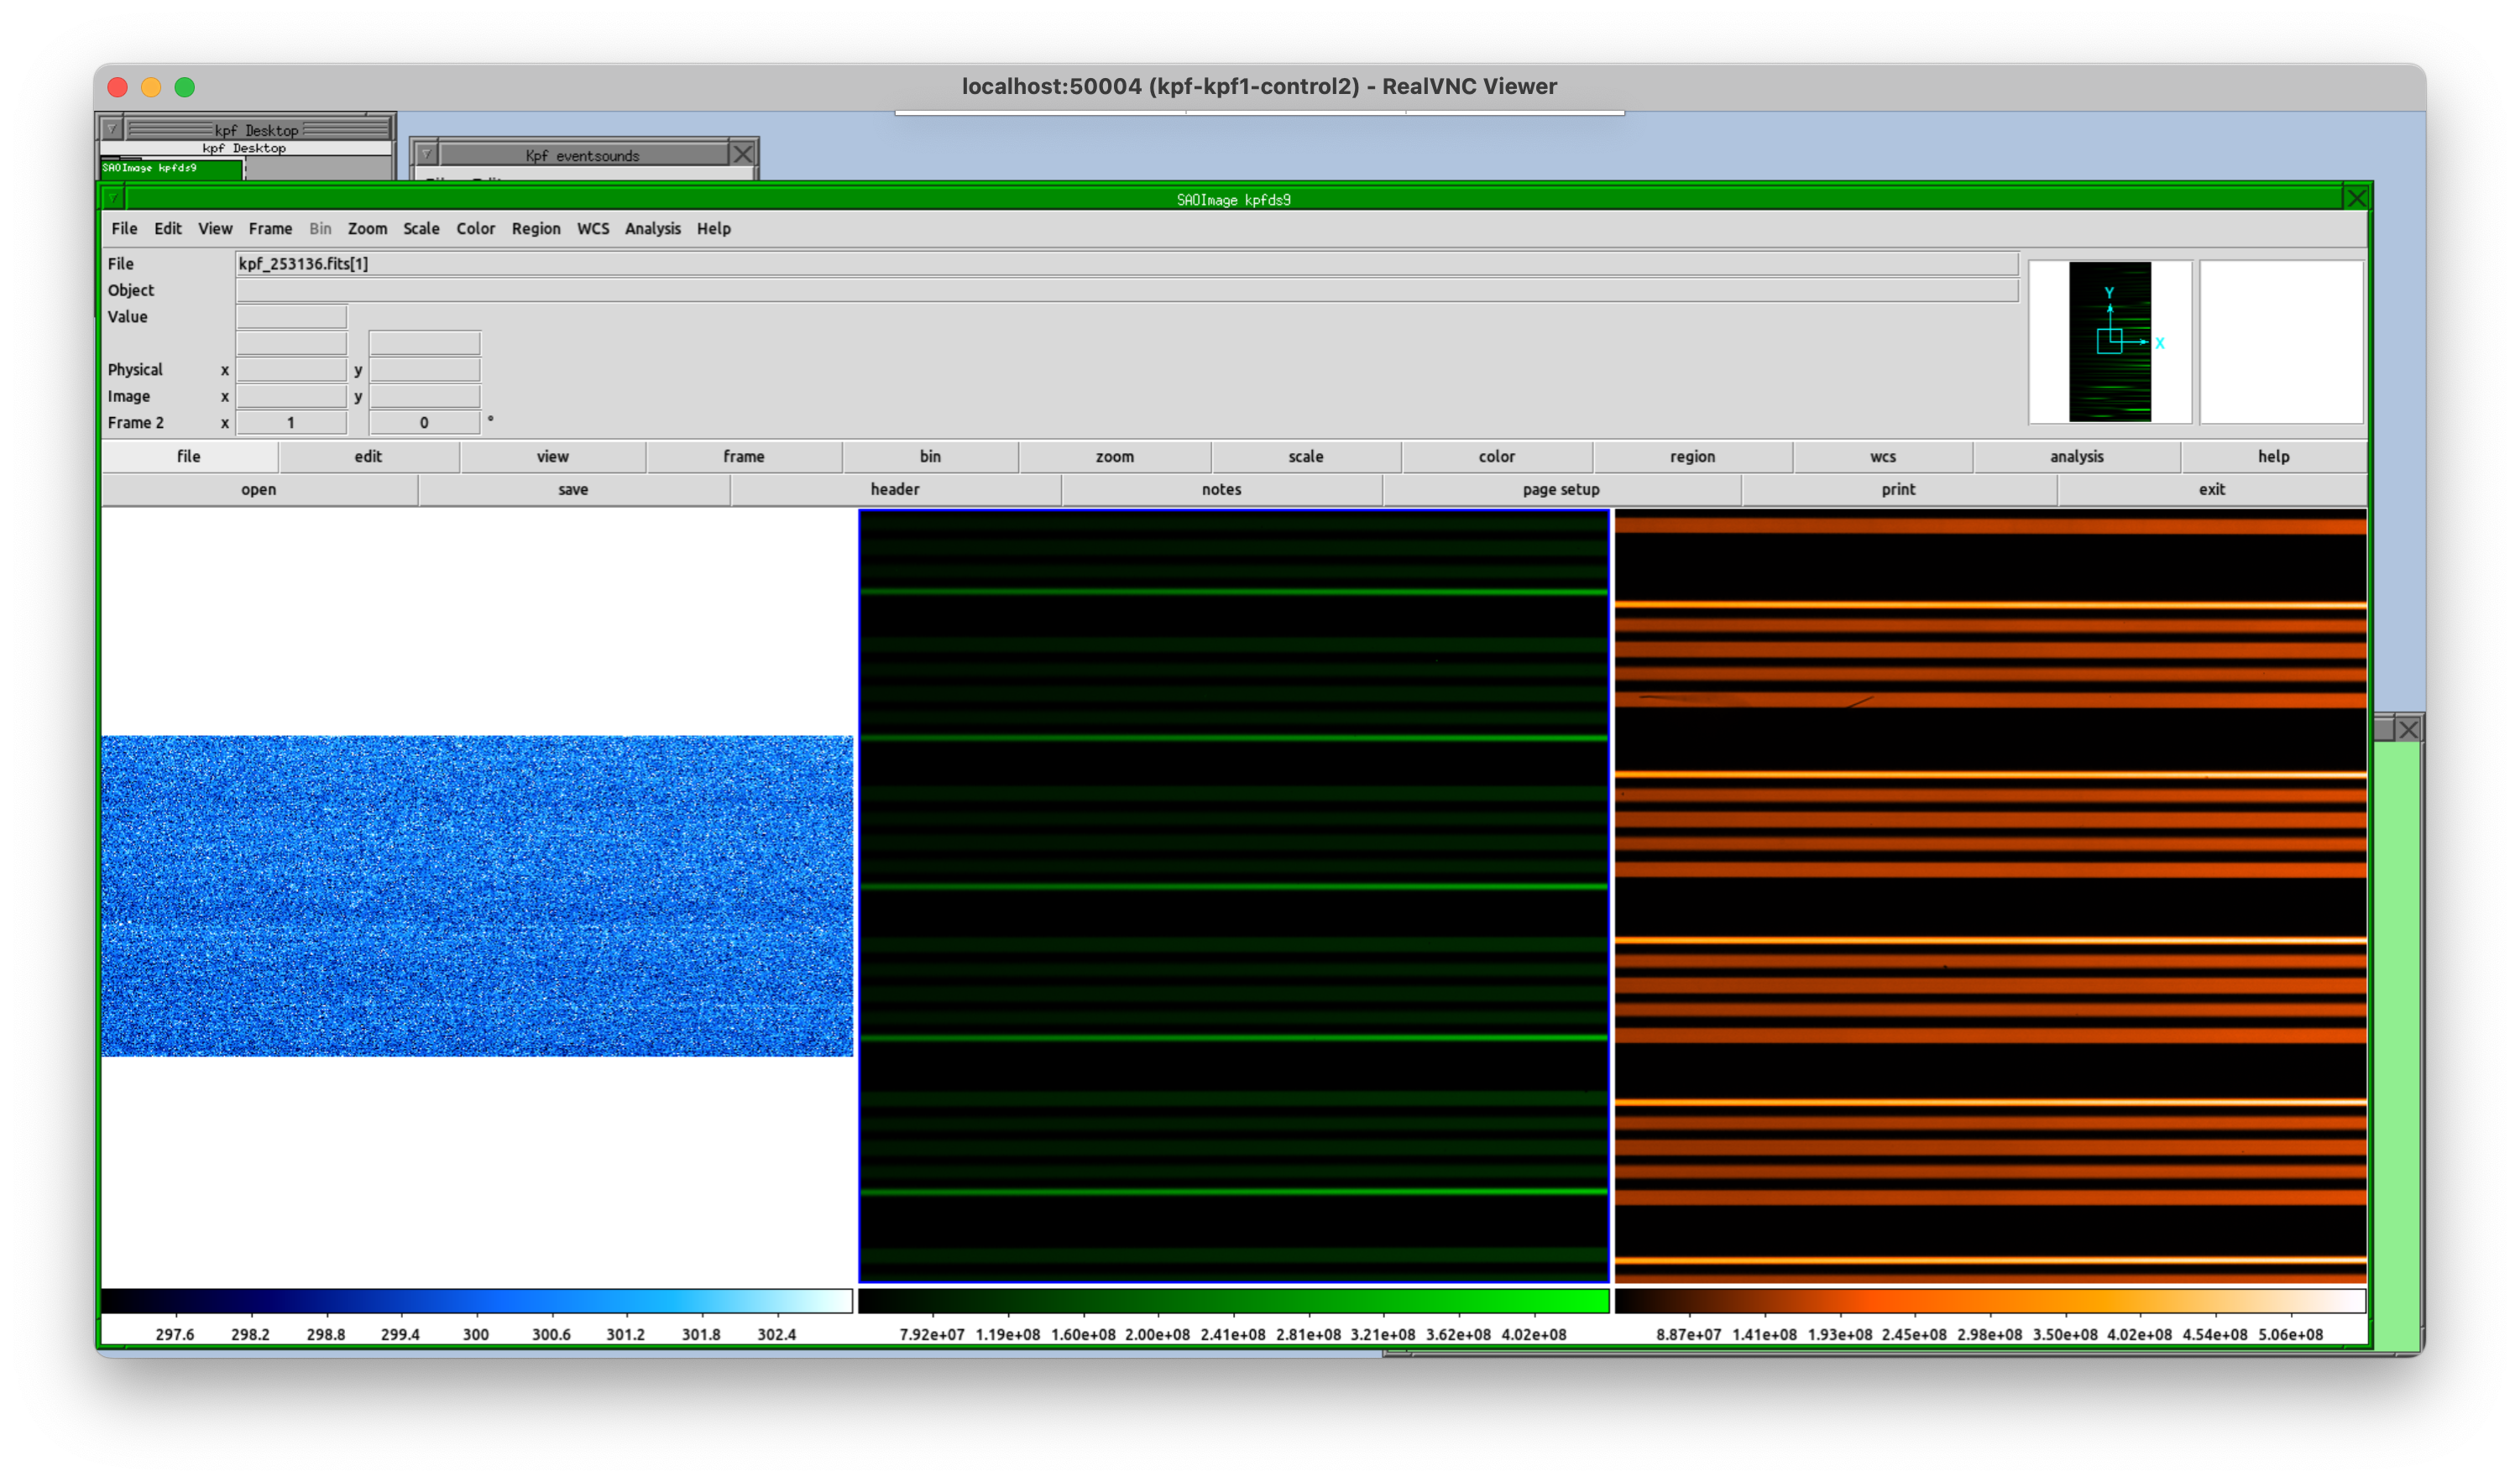 localhost:50004 (kpf-kpf1-control2) - RealVNC Viewer
kpf Desktop
kpf Desktop
SAOImage kpfds9
Kpf eventsounds
SAOImage kpfds9
File Edit View Frame Bin Zoom Scale Color Region WCS Analysis Help
File kpf_253136.fits[1]
Object
Value
Physical x y
Image x y
Frame 2 x 1 0 °
Y
X
file edit view frame bin zoom scale color region wcs analysis help
open save header notes page setup print exit
297.6 298.2 298.8 299.4 300 300.6 301.2 301.8 302.4
7.92e+07 1.19e+08 1.60e+08 2.00e+08 2.41e+08 2.81e+08 3.21e+08 3.62e+08 4.02e+08
8.87e+07 1.41e+08 1.93e+08 2.45e+08 2.98e+08 3.50e+08 4.02e+08 4.54e+08 5.06e+08